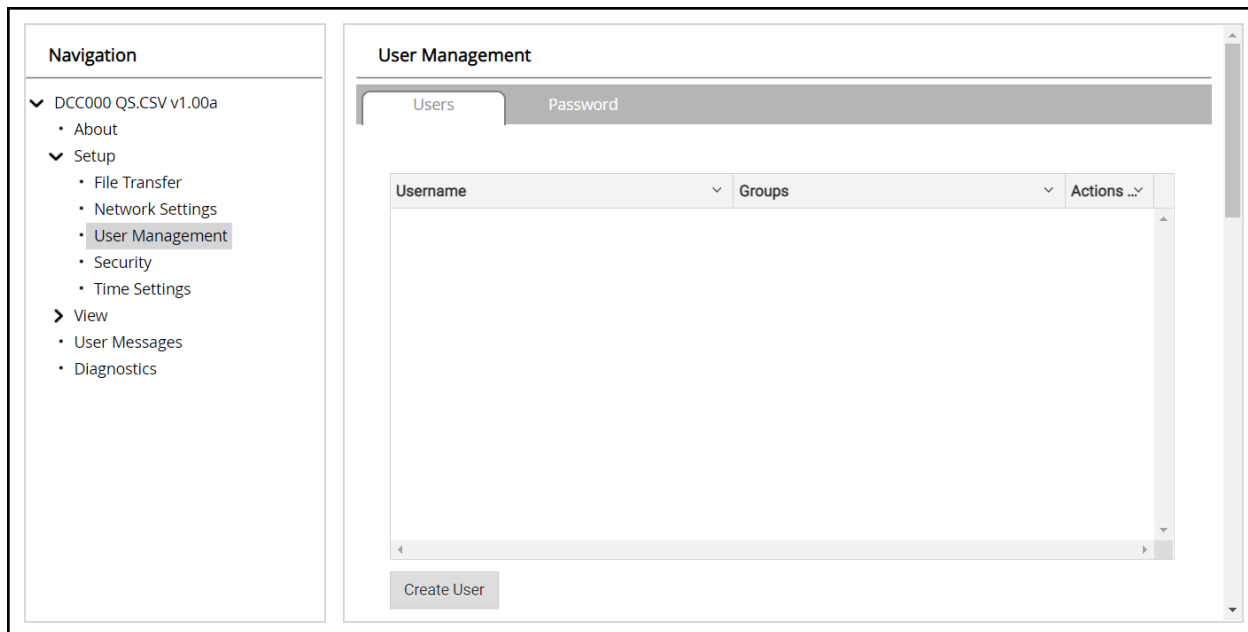 Navigation
DCC000 QS.CSV v1.00a
About
Setup
File Transfer
Network Settings
User Management
Security
Time Settings
View
User Messages
Diagnostics
User Management
Users Password
Username Groups Actions ...
Create User